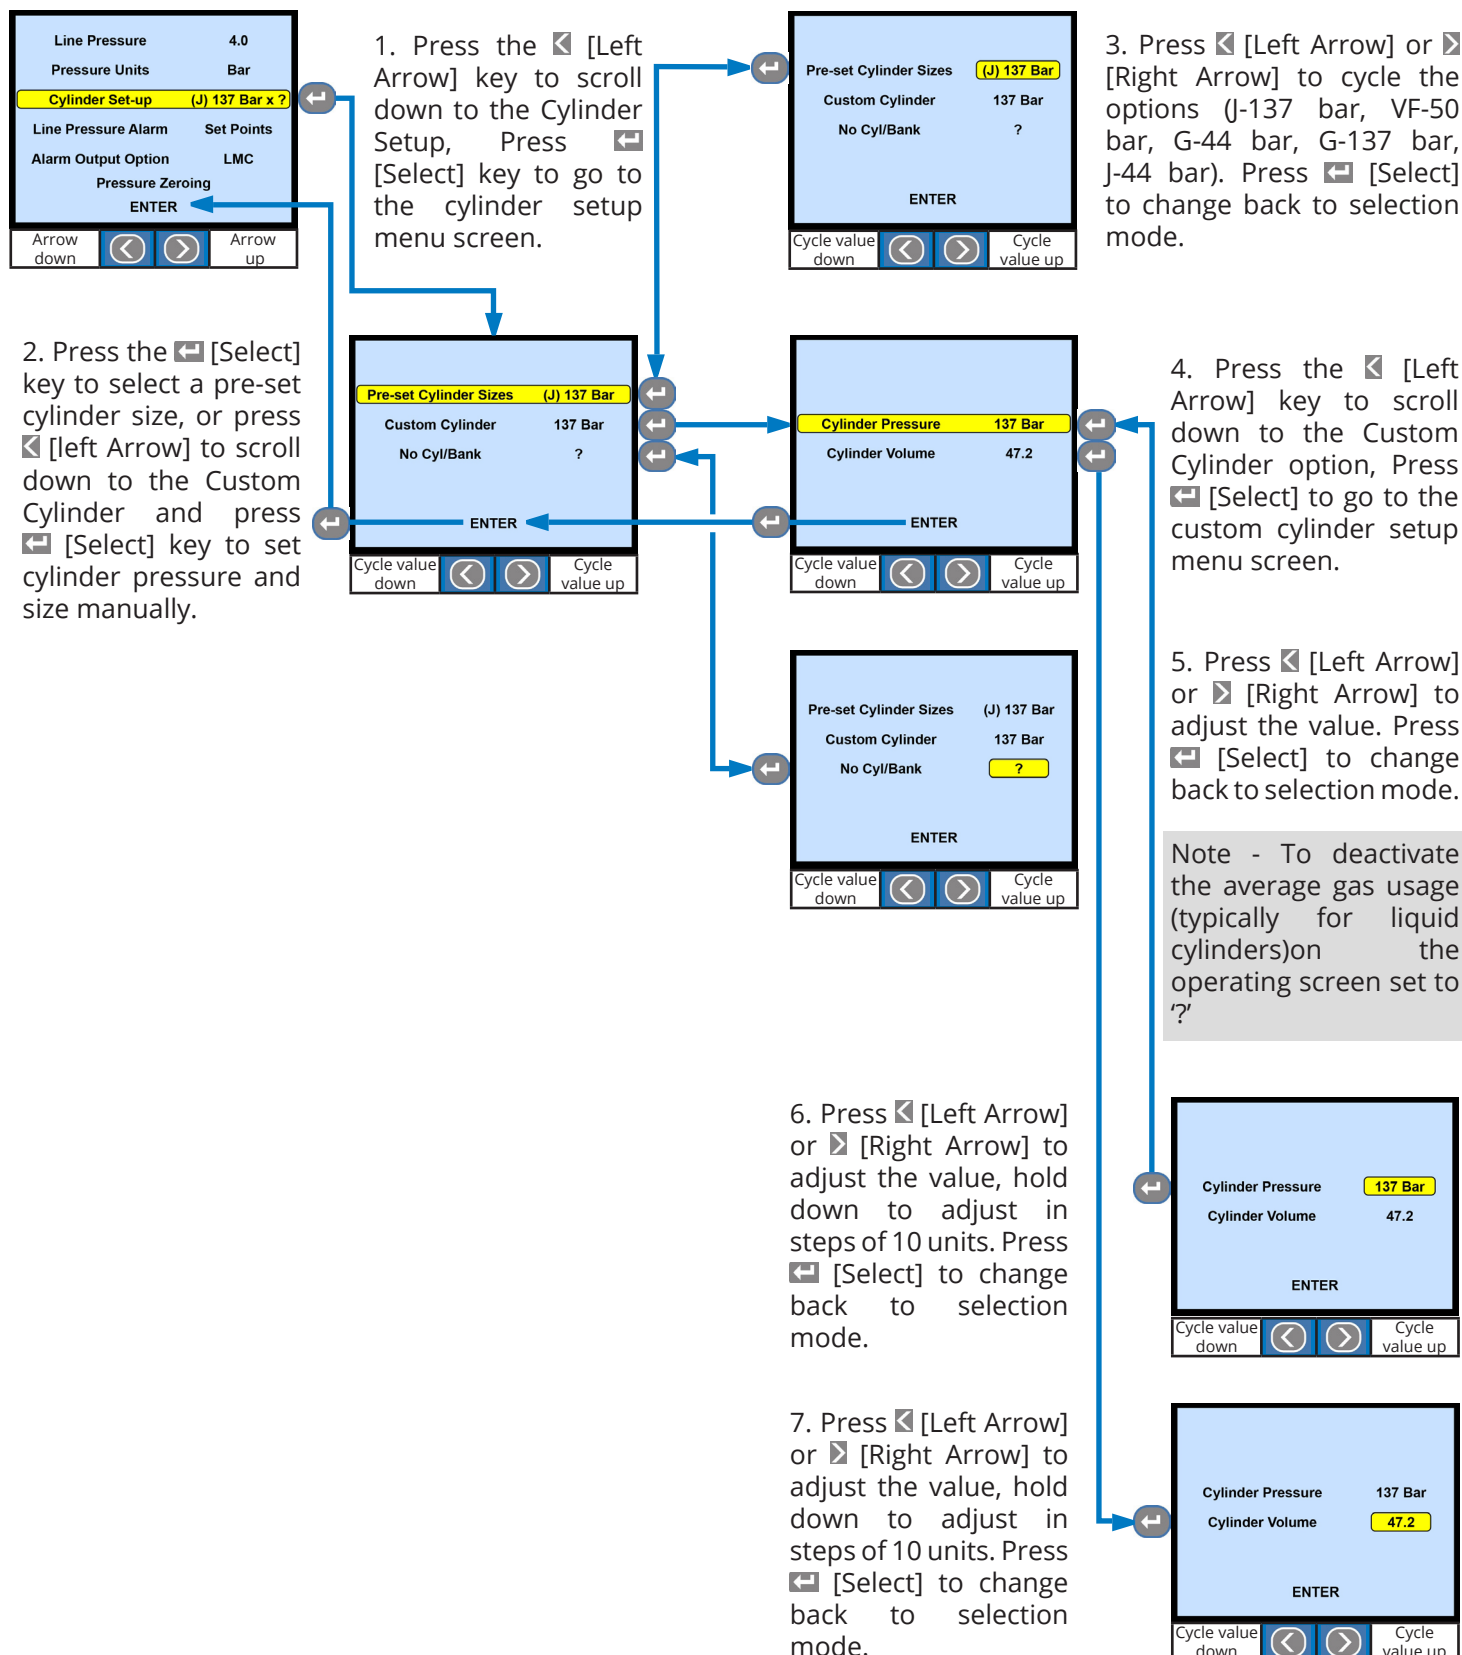 Line Pressure 4.0
Pressure Units Bar
Cylinder Set-up (J) 137 Bar x ?
Line Pressure Alarm Set Points
Alarm Output Option LMC
Pressure Zeroing
ENTER
Arrow down
Arrow up
1. Press the [Left
Arrow] key to scroll
down to the Cylinder
Setup, Press
[Select] key to go to
the cylinder setup
menu screen.
Pre-set Cylinder Sizes (J) 137 Bar
Custom Cylinder 137 Bar
No Cyl/Bank ?
ENTER
Cycle value down
Cycle value up
3. Press [Left Arrow] or
[Right Arrow] to cycle the
options (J-137 bar, VF-50
bar, G-44 bar, G-137 bar,
J-44 bar). Press [Select]
to change back to selection
mode.
2. Press the [Select]
key to select a pre-set
cylinder size, or press
[left Arrow] to scroll
down to the Custom
Cylinder and press
[Select] key to set
cylinder pressure and
size manually.
Pre-set Cylinder Sizes (J) 137 Bar
Custom Cylinder 137 Bar
No Cyl/Bank ?
ENTER
Cycle value down
Cycle value up
Cylinder Pressure 137 Bar
Cylinder Volume 47.2
ENTER
Cycle value down
Cycle value up
4. Press the [Left
Arrow] key to scroll
down to the Custom
Cylinder option, Press
[Select] to go to the
custom cylinder setup
menu screen.
Pre-set Cylinder Sizes (J) 137 Bar
Custom Cylinder 137 Bar
No Cyl/Bank ?
ENTER
Cycle value down
Cycle value up
5. Press [Left Arrow]
or [Right Arrow] to
adjust the value. Press
[Select] to change
back to selection mode.
Note - To deactivate
the average gas usage
(typically for liquid
cylinders)on the
operating screen set to
‘?’
6. Press [Left Arrow]
or [Right Arrow] to
adjust the value, hold
down to adjust in
steps of 10 units. Press
[Select] to change
back to selection
mode.
Cylinder Pressure 137 Bar
Cylinder Volume 47.2
ENTER
Cycle value down
Cycle value up
7. Press [Left Arrow]
or [Right Arrow] to
adjust the value, hold
down to adjust in
steps of 10 units. Press
[Select] to change
back to selection
mode.
Cylinder Pressure 137 Bar
Cylinder Volume 47.2
ENTER
Cycle value down
Cycle value up